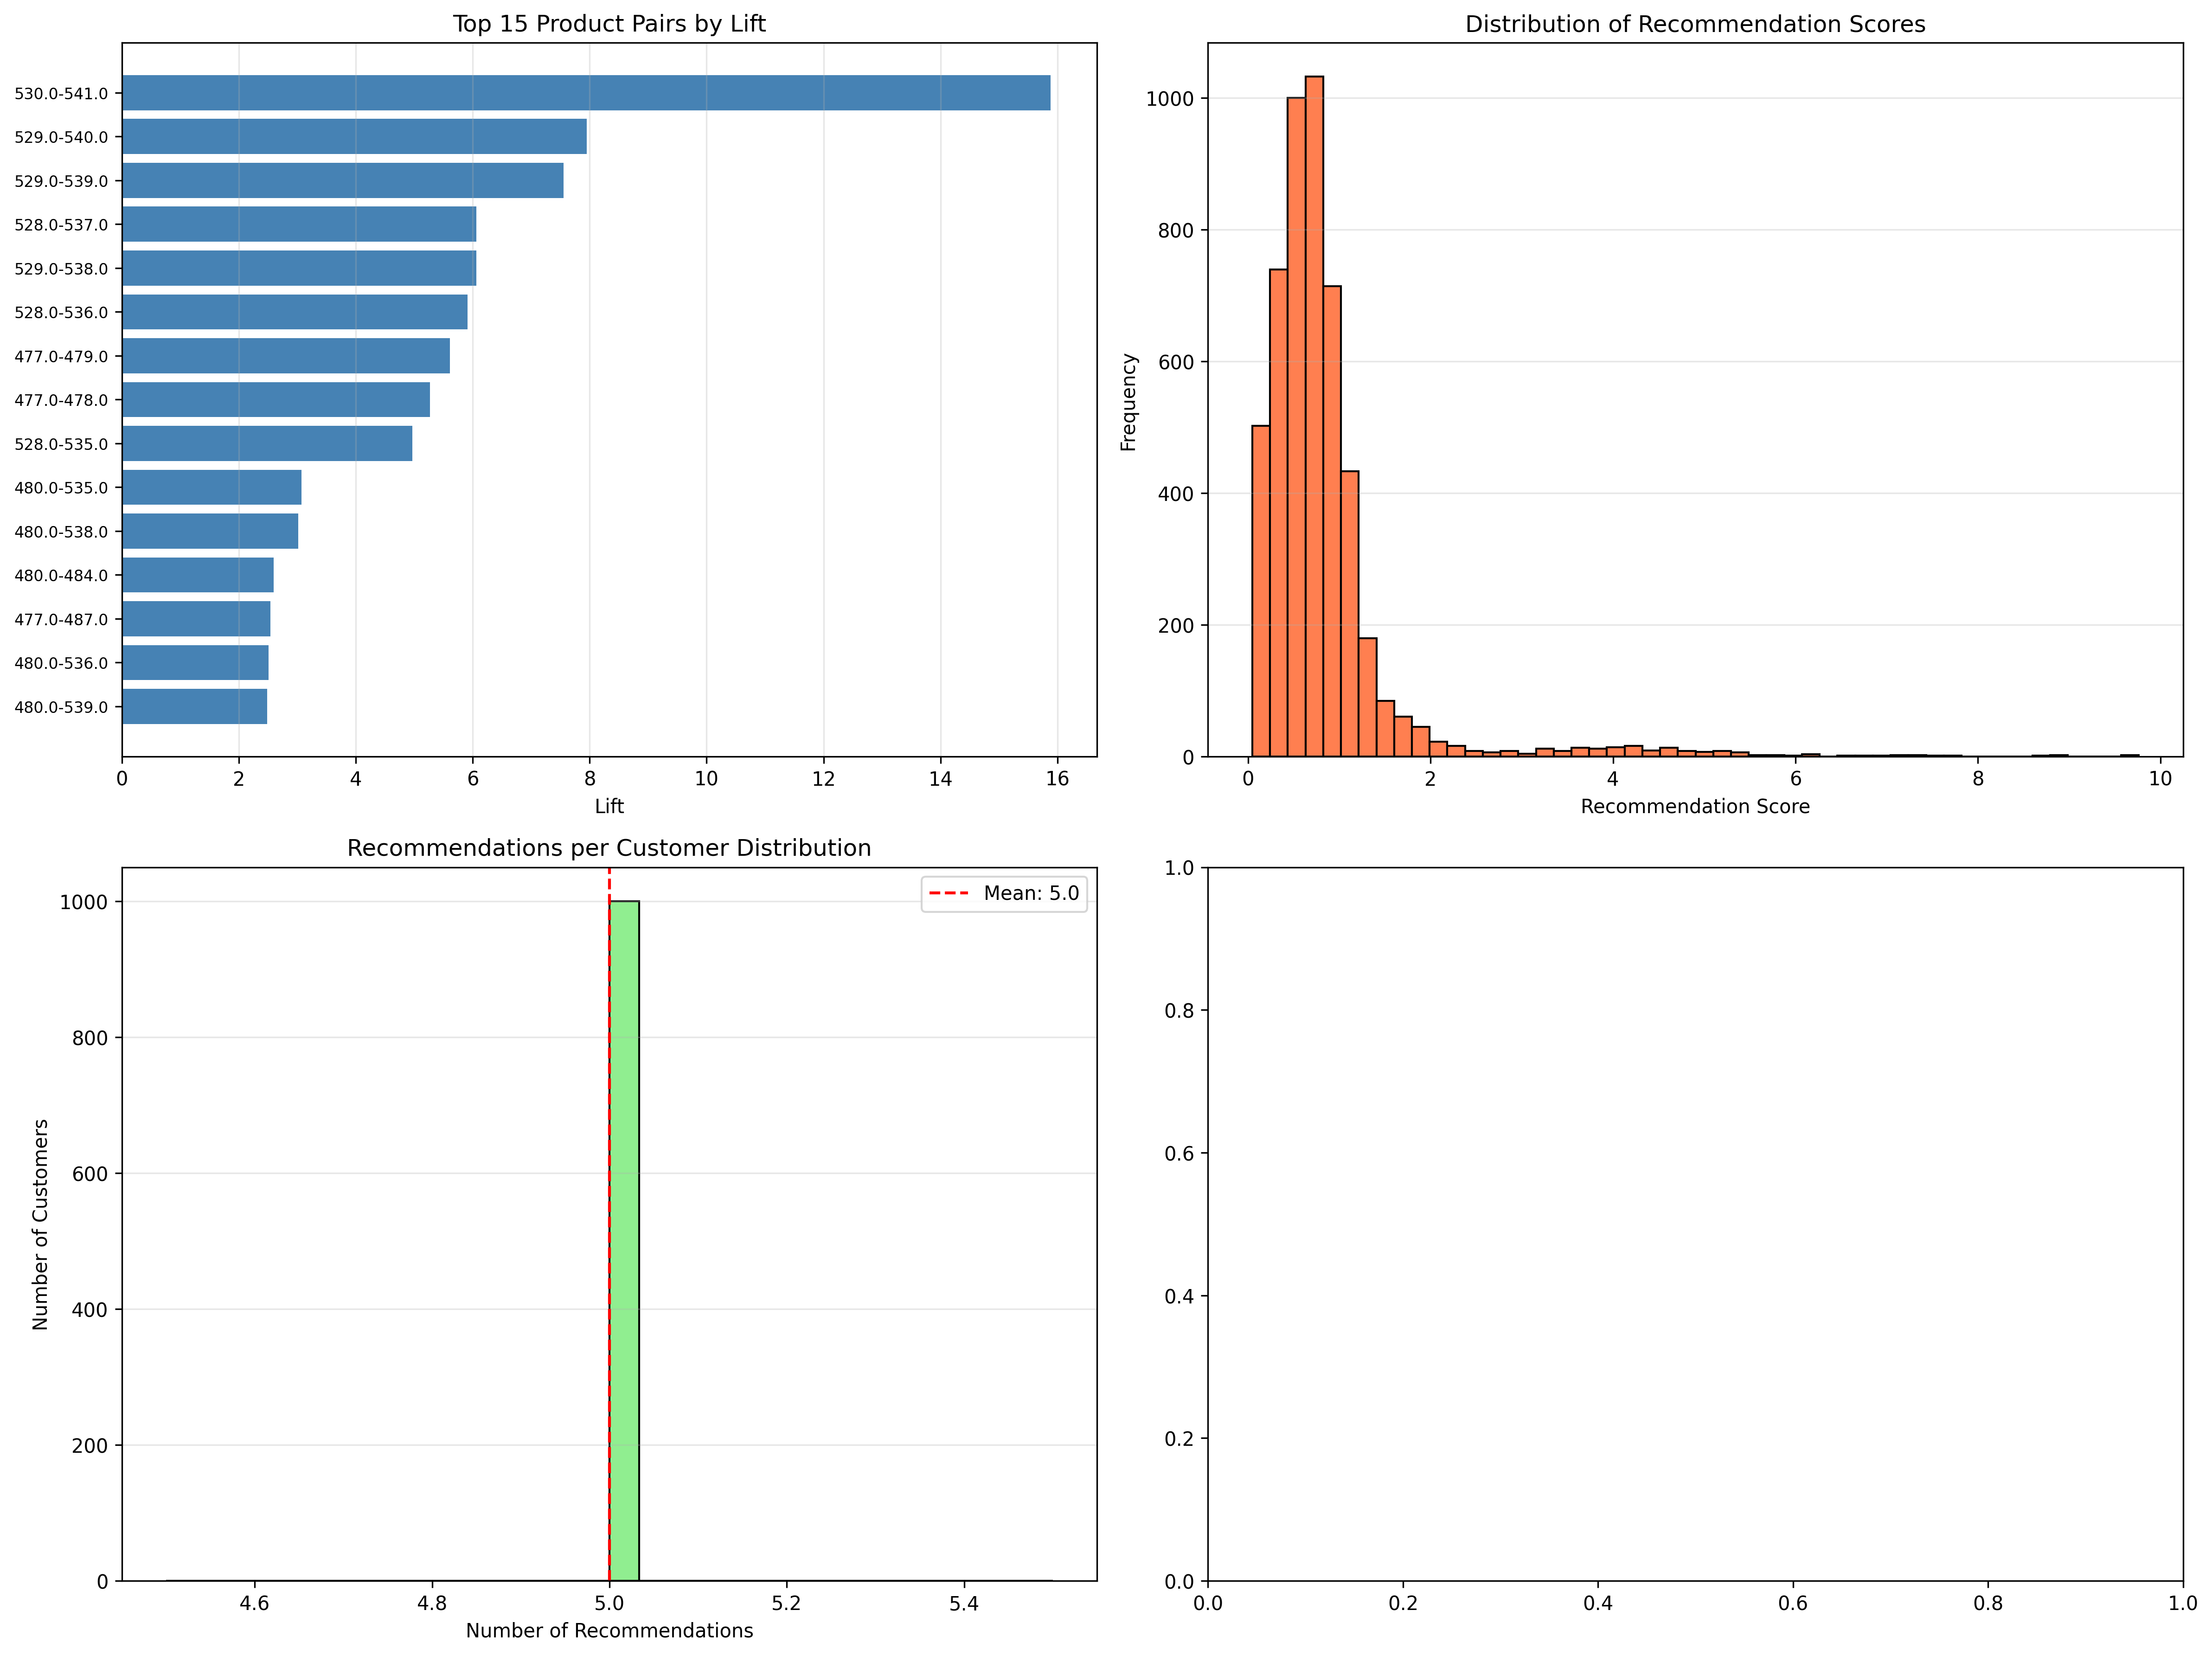 Top 15 Product Pairs by Lift
530.0-541.0
529.0-540.0
529.0-539.0
528.0-537.0
529.0-538.0
528.0-536.0
477.0-479.0
477.0-478.0
528.0-535.0
480.0-535.0
480.0-538.0
480.0-484.0
477.0-487.0
480.0-536.0
480.0-539.0
0 2 4 6 8 10 12 14 16
Lift
Distribution of Recommendation Scores
Frequency
1000
800
600
400
200
0
0 2 4 6 8 10
Recommendation Score
Recommendations per Customer Distribution
Mean: 5.0
Number of Customers
1000
800
600
400
200
0
4.6 4.8 5.0 5.2 5.4
Number of Recommendations
1.0
0.8
0.6
0.4
0.2
0.0
0.0 0.2 0.4 0.6 0.8 1.0